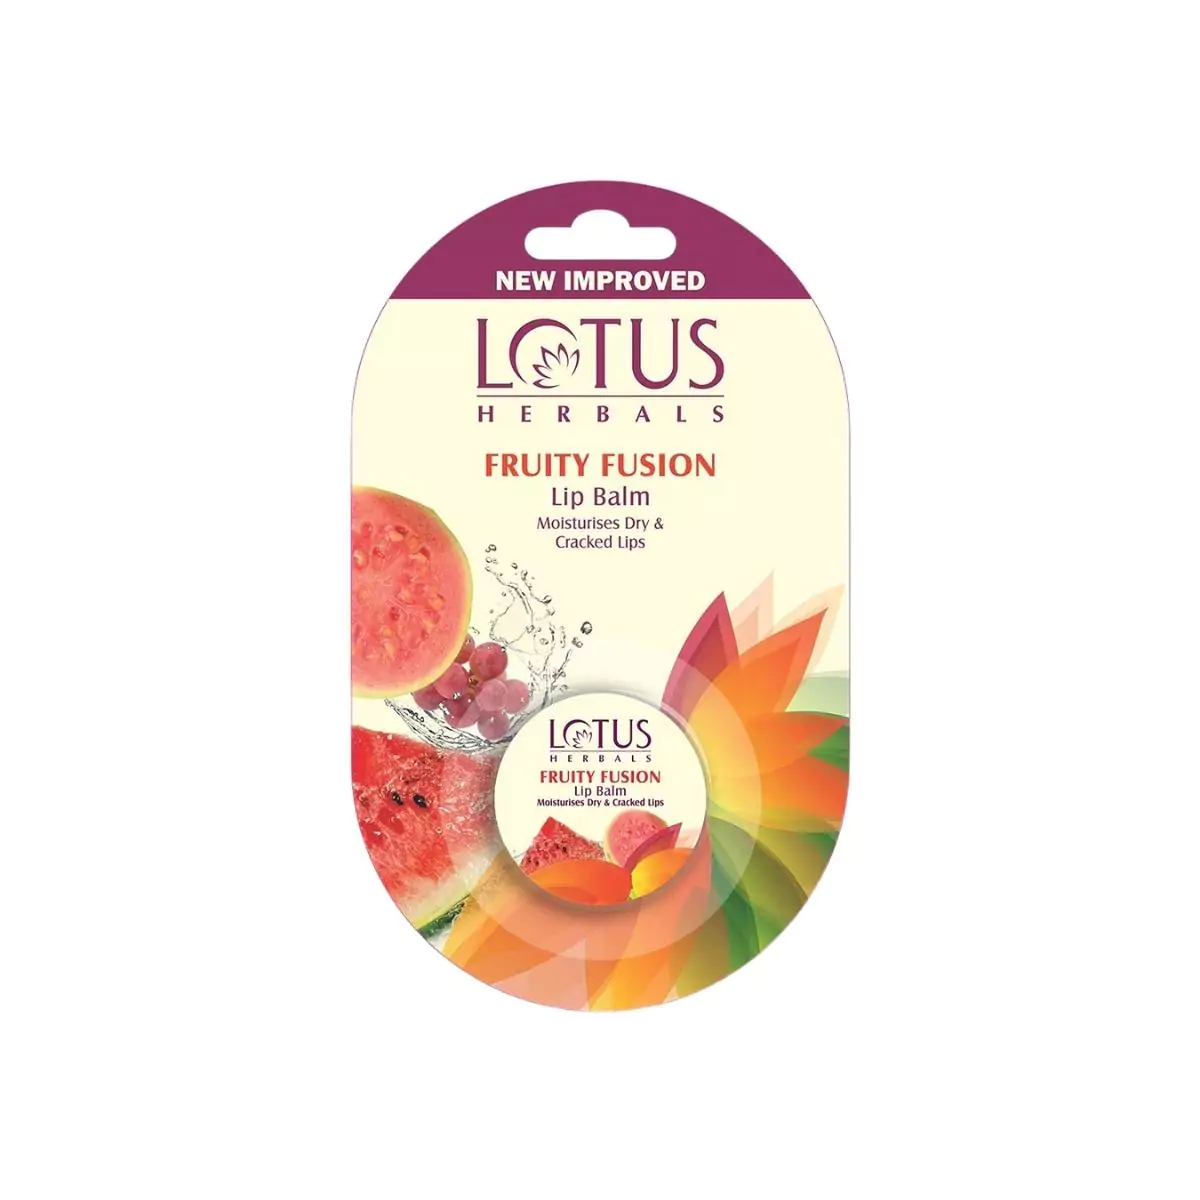 NEW IMPROVED
LOTUS
HERBALS
FRUITY FUSION
Lip Balm
Moisturises Dry &
Cracked Lips
LOTUS
HERBALS
FRUITY FUSION
Lip Balm
Moisturises Dry & Cracked Lips